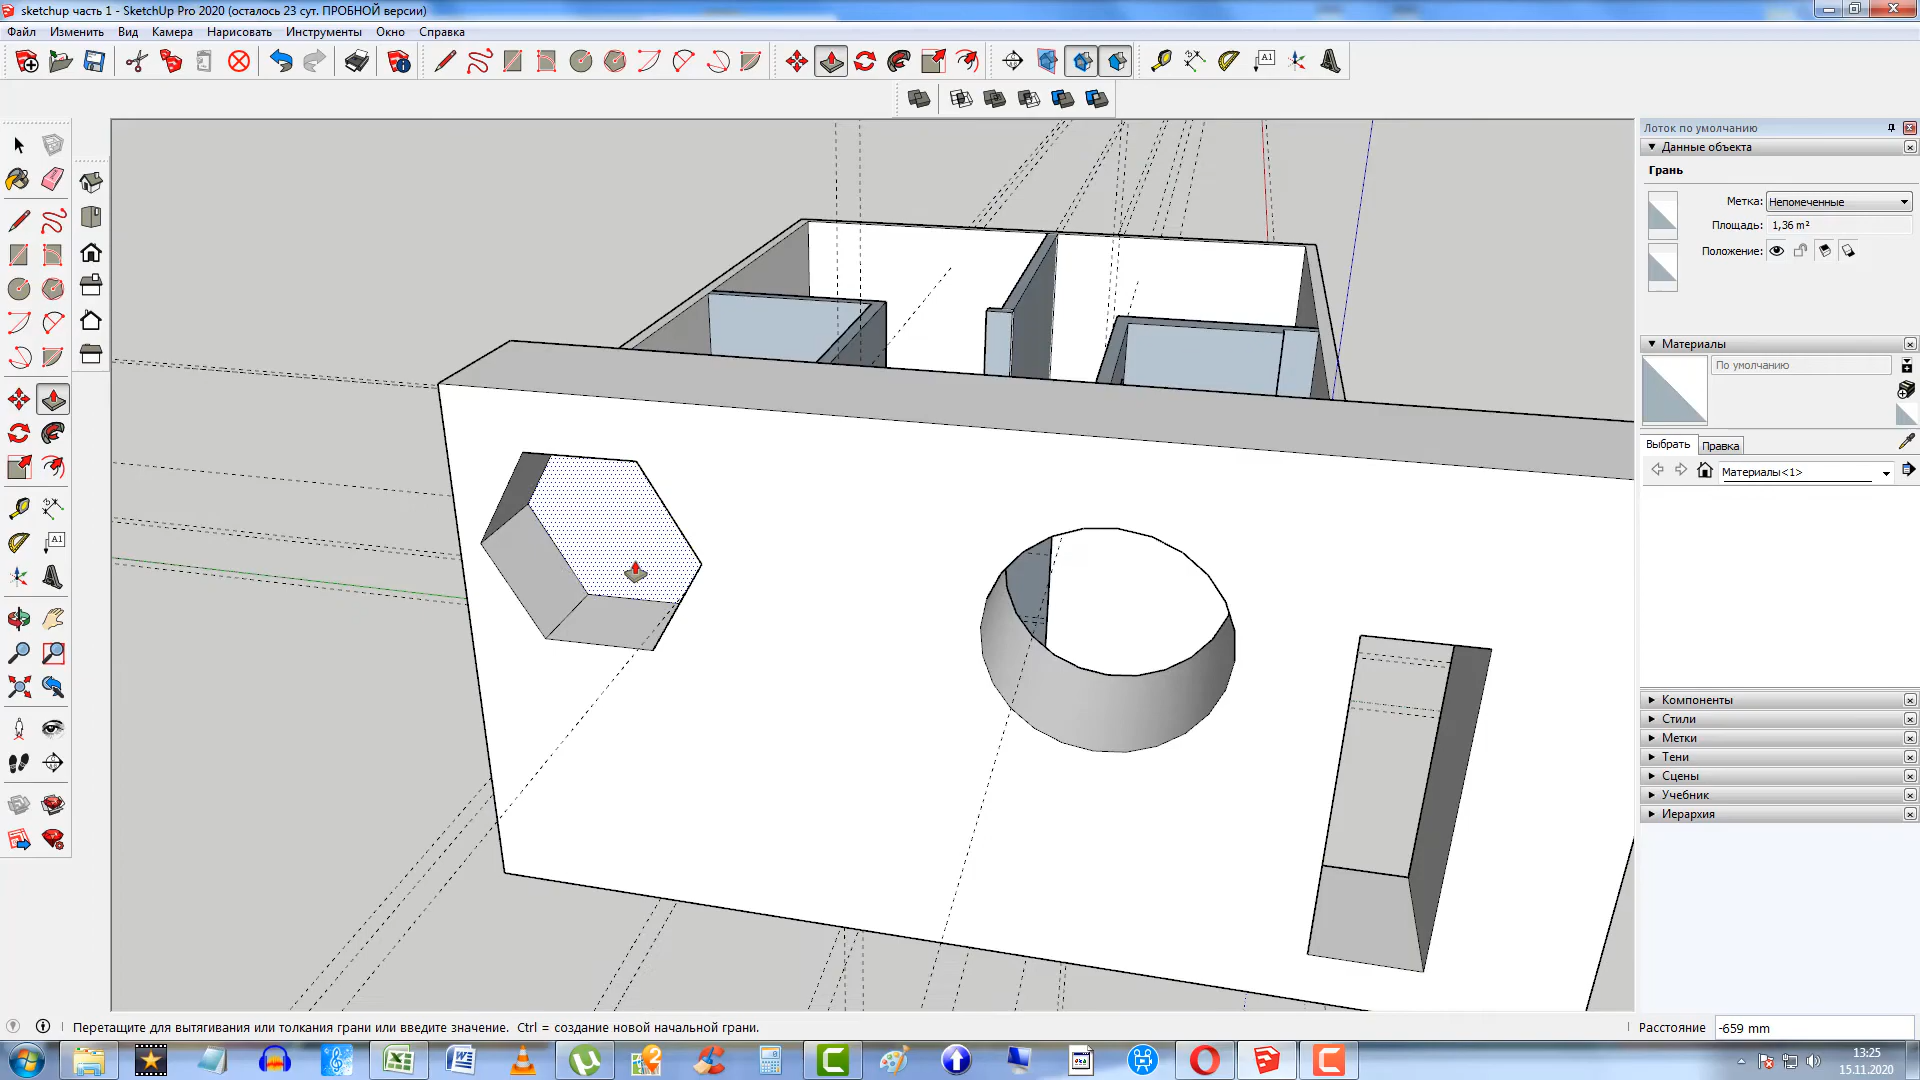 sketchup часть 1 - SketchUp Pro 2020 (осталось 23 сут. ПРОБНОЙ версии)
Файл Изменить Вид Камера Нарисовать Инструменты Окно Справка
A1
Лоток по умолчанию
Данные объекта
Грань
Метка: Непомеченные
Площадь: 1,36 m²
Положение:
Материалы
По умолчанию
Выбрать Правка
Материалы<1>
A1
Компоненты
Стили
Метки
Тени
Сцены
Учебник
Иерархия
Перетащите для вытягивания или толкания грани или введите значение. Ctrl = создание новой начальной грани.
Расстояние -659 mm
13:25
15.11.2020